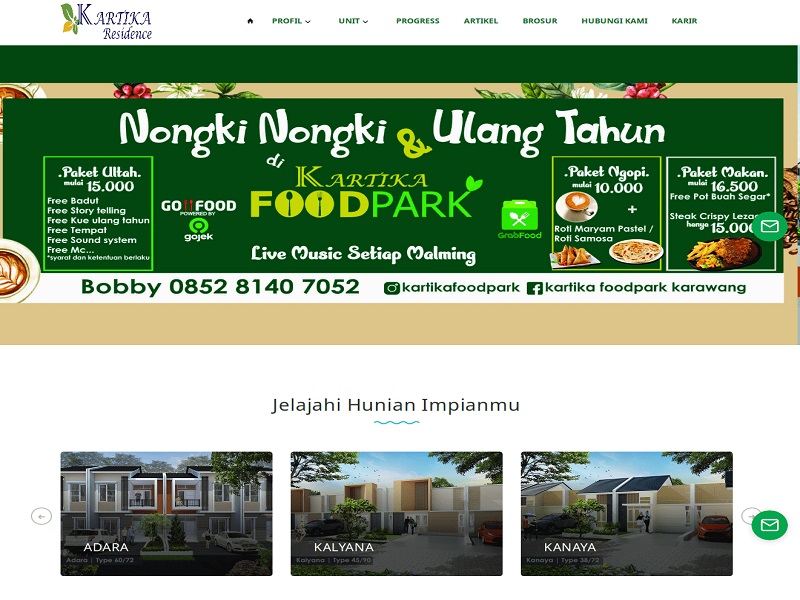 KARTIKA
Residence
PROFIL
UNIT
PROGRESS
ARTIKEL
BROSUR
HUBUNGI KAMI
KARIR
Nongki Nongki & Ulang Tahun
di KARTIKA
FOODPARK
Live Music Setiap Malming
.Paket Ultah.
mulai 15.000
Free Badut
Free Story telling
Free Kue ulang tahun
Free Tempat
Free Sound system
Free Mc...
*syarat dan ketentuan berlaku
GOFOOD
POWERED BY
gojek
GrabFood
.Paket Ngopi.
mulai 10.000
+
Roti Maryam Pastel /
Roti Samosa
.Paket Makan.
mulai 16.500
Free Pot Buah Segar*
Steak Crispy
hanya 15.000
Bobby 0852 8140 7052
kartikafoodpark
kartika foodpark karawang
Jelajahi Hunian Impianmu
ADARA
Adara | Type 60/72
KALYANA
Kalyana | Type 45/90
KANAYA
Kanaya | Type 38/72